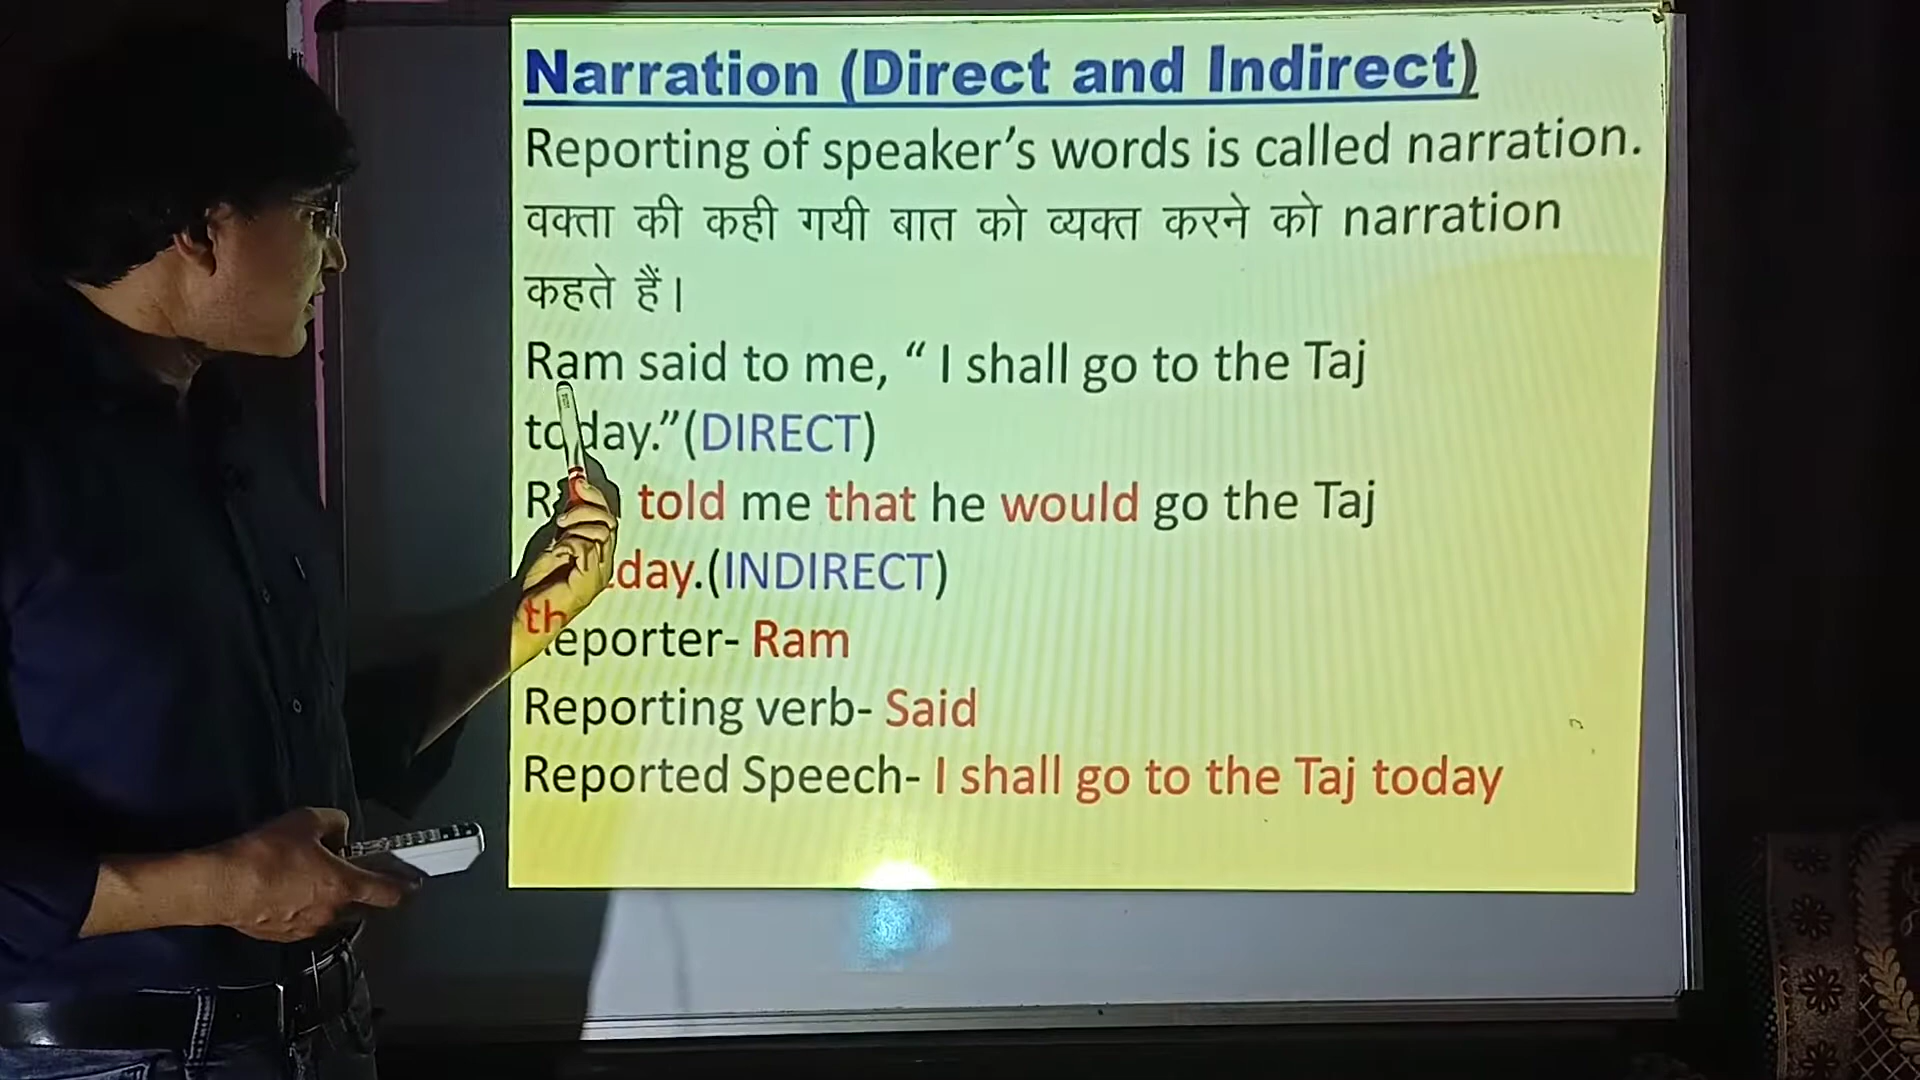 Narration (Direct and Indirect)
Reporting of speaker’s words is called narration.
वक्ता की कही गयी बात को व्यक्त करने को narration
कहते हैं।
Ram said to me, “ I shall go to the Taj
today.”(DIRECT)
told me that he would go the Taj
day.(INDIRECT)
Reporter- Ram
Reporting verb- Said
Reported Speech- I shall go to the Taj today